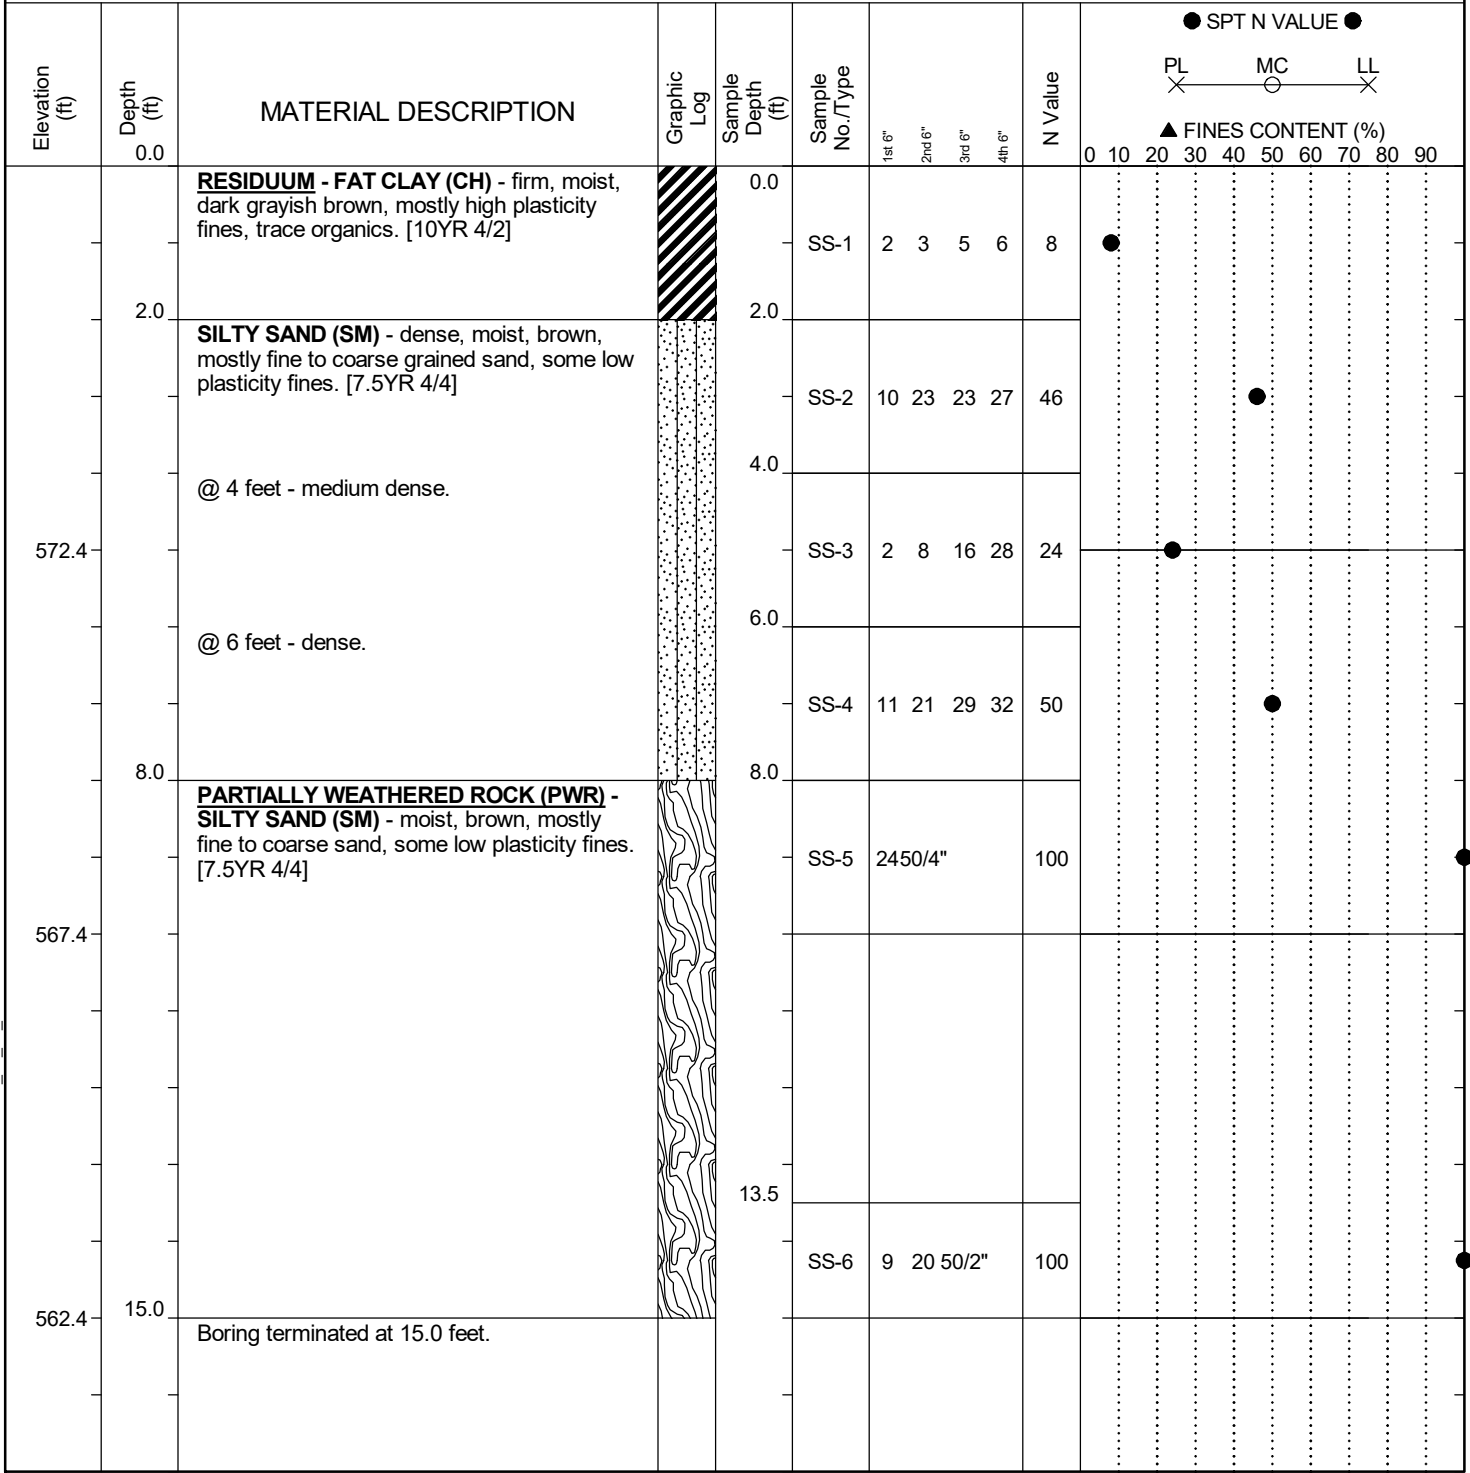 ● SPT N VALUE ●
PL MC LL
▲ FINES CONTENT (%)
Elevation (ft)
Depth (ft)
MATERIAL DESCRIPTION
Graphic Log
Sample Depth (ft)
Sample No./Type
1st 6"
2nd 6"
3rd 6"
4th 6"
N Value
0.0
0 10 20 30 40 50 60 70 80 90
RESIDUUM - FAT CLAY (CH) - firm, moist,
dark grayish brown, mostly high plasticity
fines, trace organics. [10YR 4/2]
0.0
SS-1 2 3 5 6 8
2.0
2.0
SILTY SAND (SM) - dense, moist, brown,
mostly fine to coarse grained sand, some low
plasticity fines. [7.5YR 4/4]
SS-2 10 23 23 27 46
4.0
@ 4 feet - medium dense.
572.4
SS-3 2 8 16 28 24
6.0
@ 6 feet - dense.
SS-4 11 21 29 32 50
8.0
8.0
PARTIALLY WEATHERED ROCK (PWR) -
SILTY SAND (SM) - moist, brown, mostly
fine to coarse sand, some low plasticity fines.
[7.5YR 4/4]
SS-5 2450/4" 100
567.4
13.5
SS-6 9 20 50/2" 100
562.4
15.0
Boring terminated at 15.0 feet.